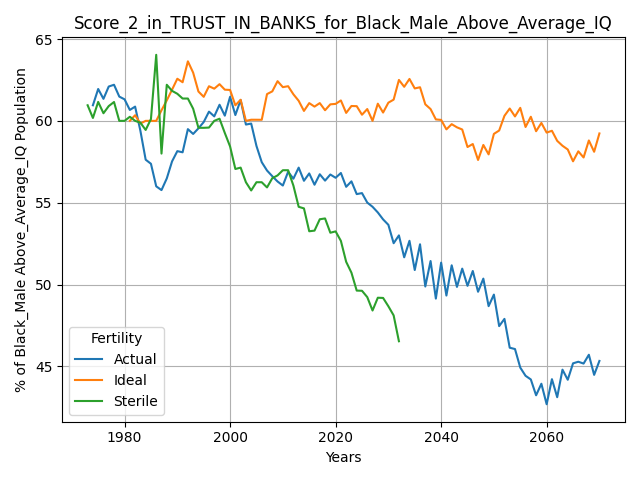 Score_2_in_TRUST_IN_BANKS_for_Black_Male_Above_Average_IQ
% of Black_Male Above_Average_IQ Population
65
60
55
50
45
Fertility
Actual
Ideal
Sterile
1980
2000
2020
2040
2060
Years